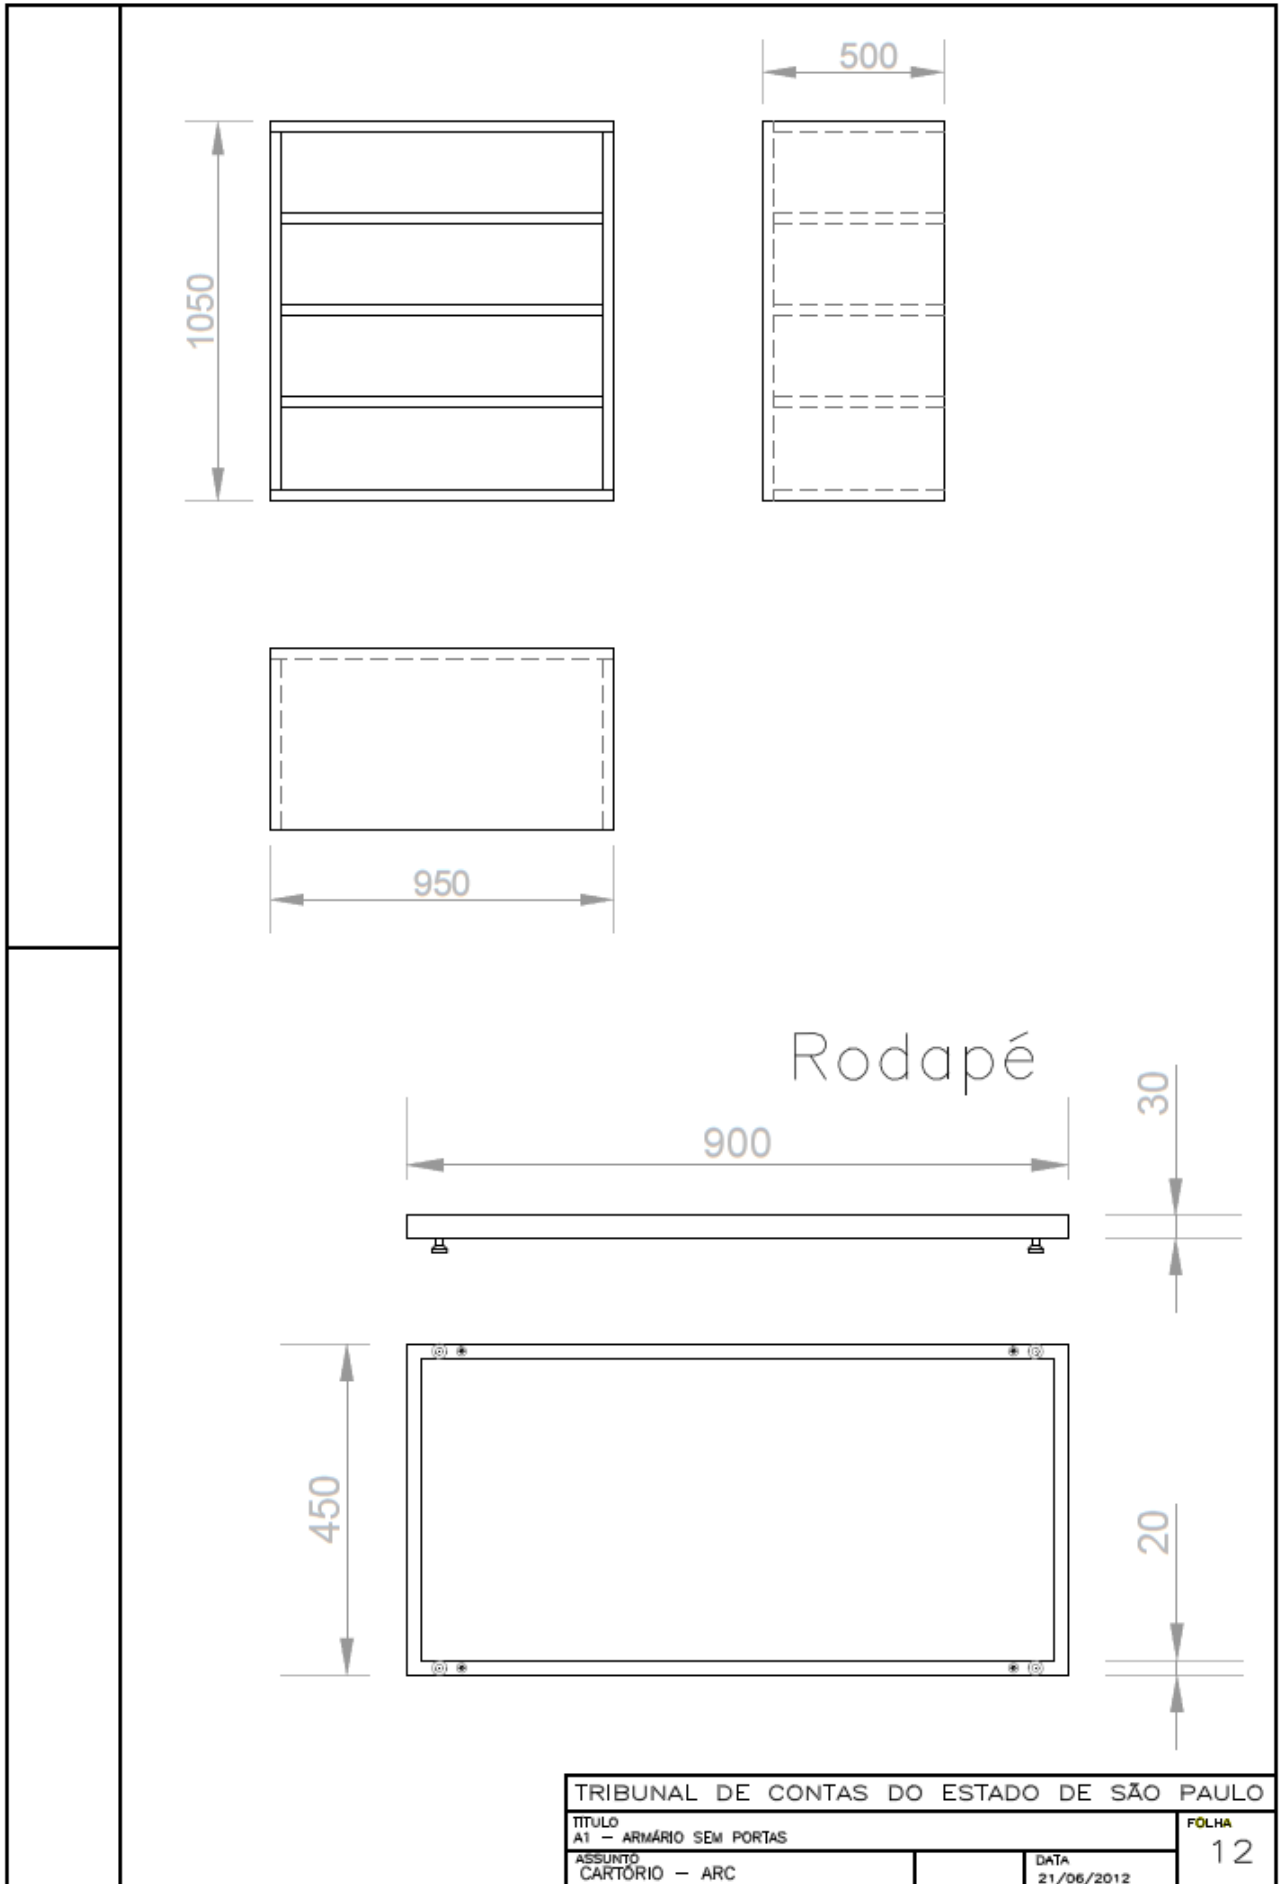 500
1050
950
Rodapé
900
30
450
20
TRIBUNAL DE CONTAS DO ESTADO DE SÃO PAULO
TITULO
A1 - ARMÁRIO SEM PORTAS
FOLHA
12
ASSUNTO
CARTÓRIO - ARC
DATA
21/06/2012